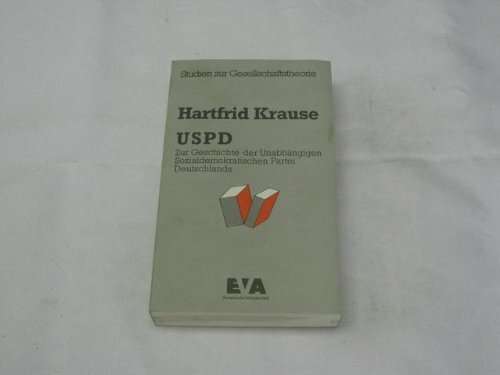 Studien zur Gesellschaftstheorie
Hartfrid Krause
USPD
Zur Geschichte der Unabhängigen
Sozialdemokratischen Partei
Deutschlands
EVA